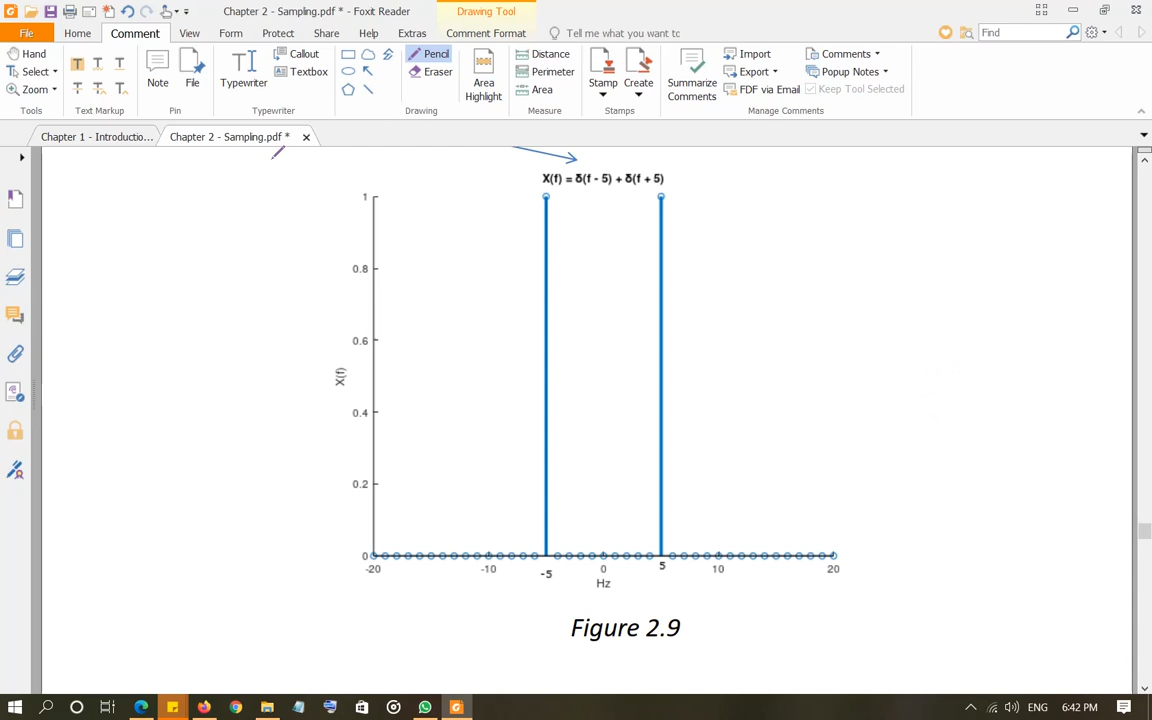 Chapter 2 - Sampling.pdf * - Foxit Reader
Drawing Tool
File
Home
Comment
View
Form
Protect
Share
Help
Extras
Comment Format
Tell me what you want to
Find
Hand
Select
Zoom
Tools
Text Markup
Note
File
Pin
Typewriter
Callout
Textbox
Typewriter
Pencil
Eraser
Drawing
Area
Highlight
Distance
Perimeter
Area
Measure
Stamp
Create
Stamps
Summarize
Comments
Import
Export
FDF via Email
Comments
Popup Notes
Keep Tool Selected
Manage Comments
Chapter 1 - Introductio...
Chapter 2 - Sampling.pdf *
X(f) = δ(f - 5) + δ(f + 5)
1
0.8
0.6
X(f)
0.4
0.2
0
-20
-10
-5
0
5
10
20
Hz
Figure 2.9
ENG
6:42 PM